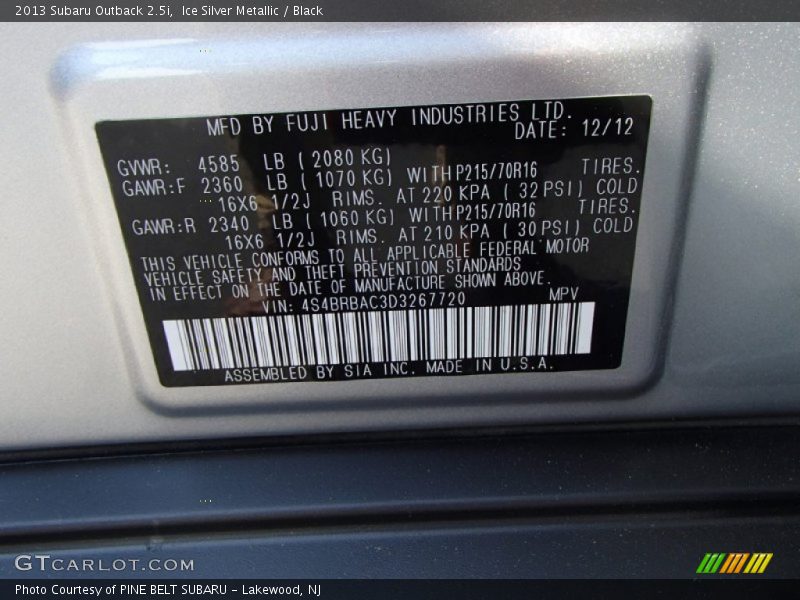 2013 Subaru Outback 2.5i, Ice Silver Metallic / Black
MFD BY FUJI HEAVY INDUSTRIES LTD.
DATE: 12/12
GVWR: 4585 LB ( 2080 KG)
GAWR:F 2360 LB ( 1070 KG) WITH P215/70R16 TIRES.
16X6 1/2J RIMS. AT 220 KPA ( 32 PSI) COLD
GAWR:R 2340 LB ( 1060 KG) WITH P215/70R16 TIRES.
16X6 1/2J RIMS. AT 210 KPA ( 30 PSI) COLD
THIS VEHICLE CONFORMS TO ALL APPLICABLE FEDERAL MOTOR
VEHICLE SAFETY AND THEFT PREVENTION STANDARDS
IN EFFECT ON THE DATE OF MANUFACTURE SHOWN ABOVE.
VIN: 4S4BRBAC3D3267720 MPV
ASSEMBLED BY SIA INC. MADE IN U.S.A.
GTCARLOT.COM
Photo Courtesy of PINE BELT SUBARU - Lakewood, NJ